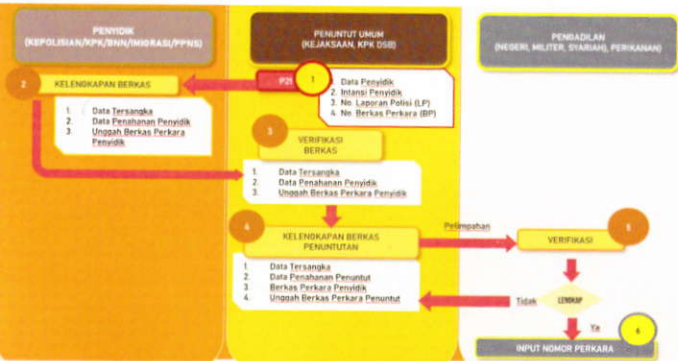 PENYIDIK
(KEPOLISIAN/KPK/BNN/IMIGRASI/PPNS)
PENUNTUT UMUM
(KEJAKSAAN, KPK DSB)
PENGADILAN
(NEGERI, MILITER, SYARIAH), PERIKANAN)
P21
1
Data Penyidik
2. Intansi Penyidik
3. No. Laporan Polisi (LP)
4. No. Berkas Perkara (BP)
2
KELENGKAPAN BERKAS
1. Data Tersangka
2. Data Penahanan Penyidik
3. Unggah Berkas Perkara
Penyidik
3
VERIFIKASI
BERKAS
1. Data Tersangka
2. Data Penahanan Penyidik
3. Unggah Berkas Perkara Penyidik
4
KELENGKAPAN BERKAS
PENUNTUTAN
1. Data Tersangka
2. Data Penahanan Penuntut
3. Berkas Perkara Penyidik
4. Unggah Berkas Perkara Penuntut
Pelimpahan
5
VERIFIKASI
LENGKAP
Tidak
Ya
6
INPUT NOMOR PERKARA